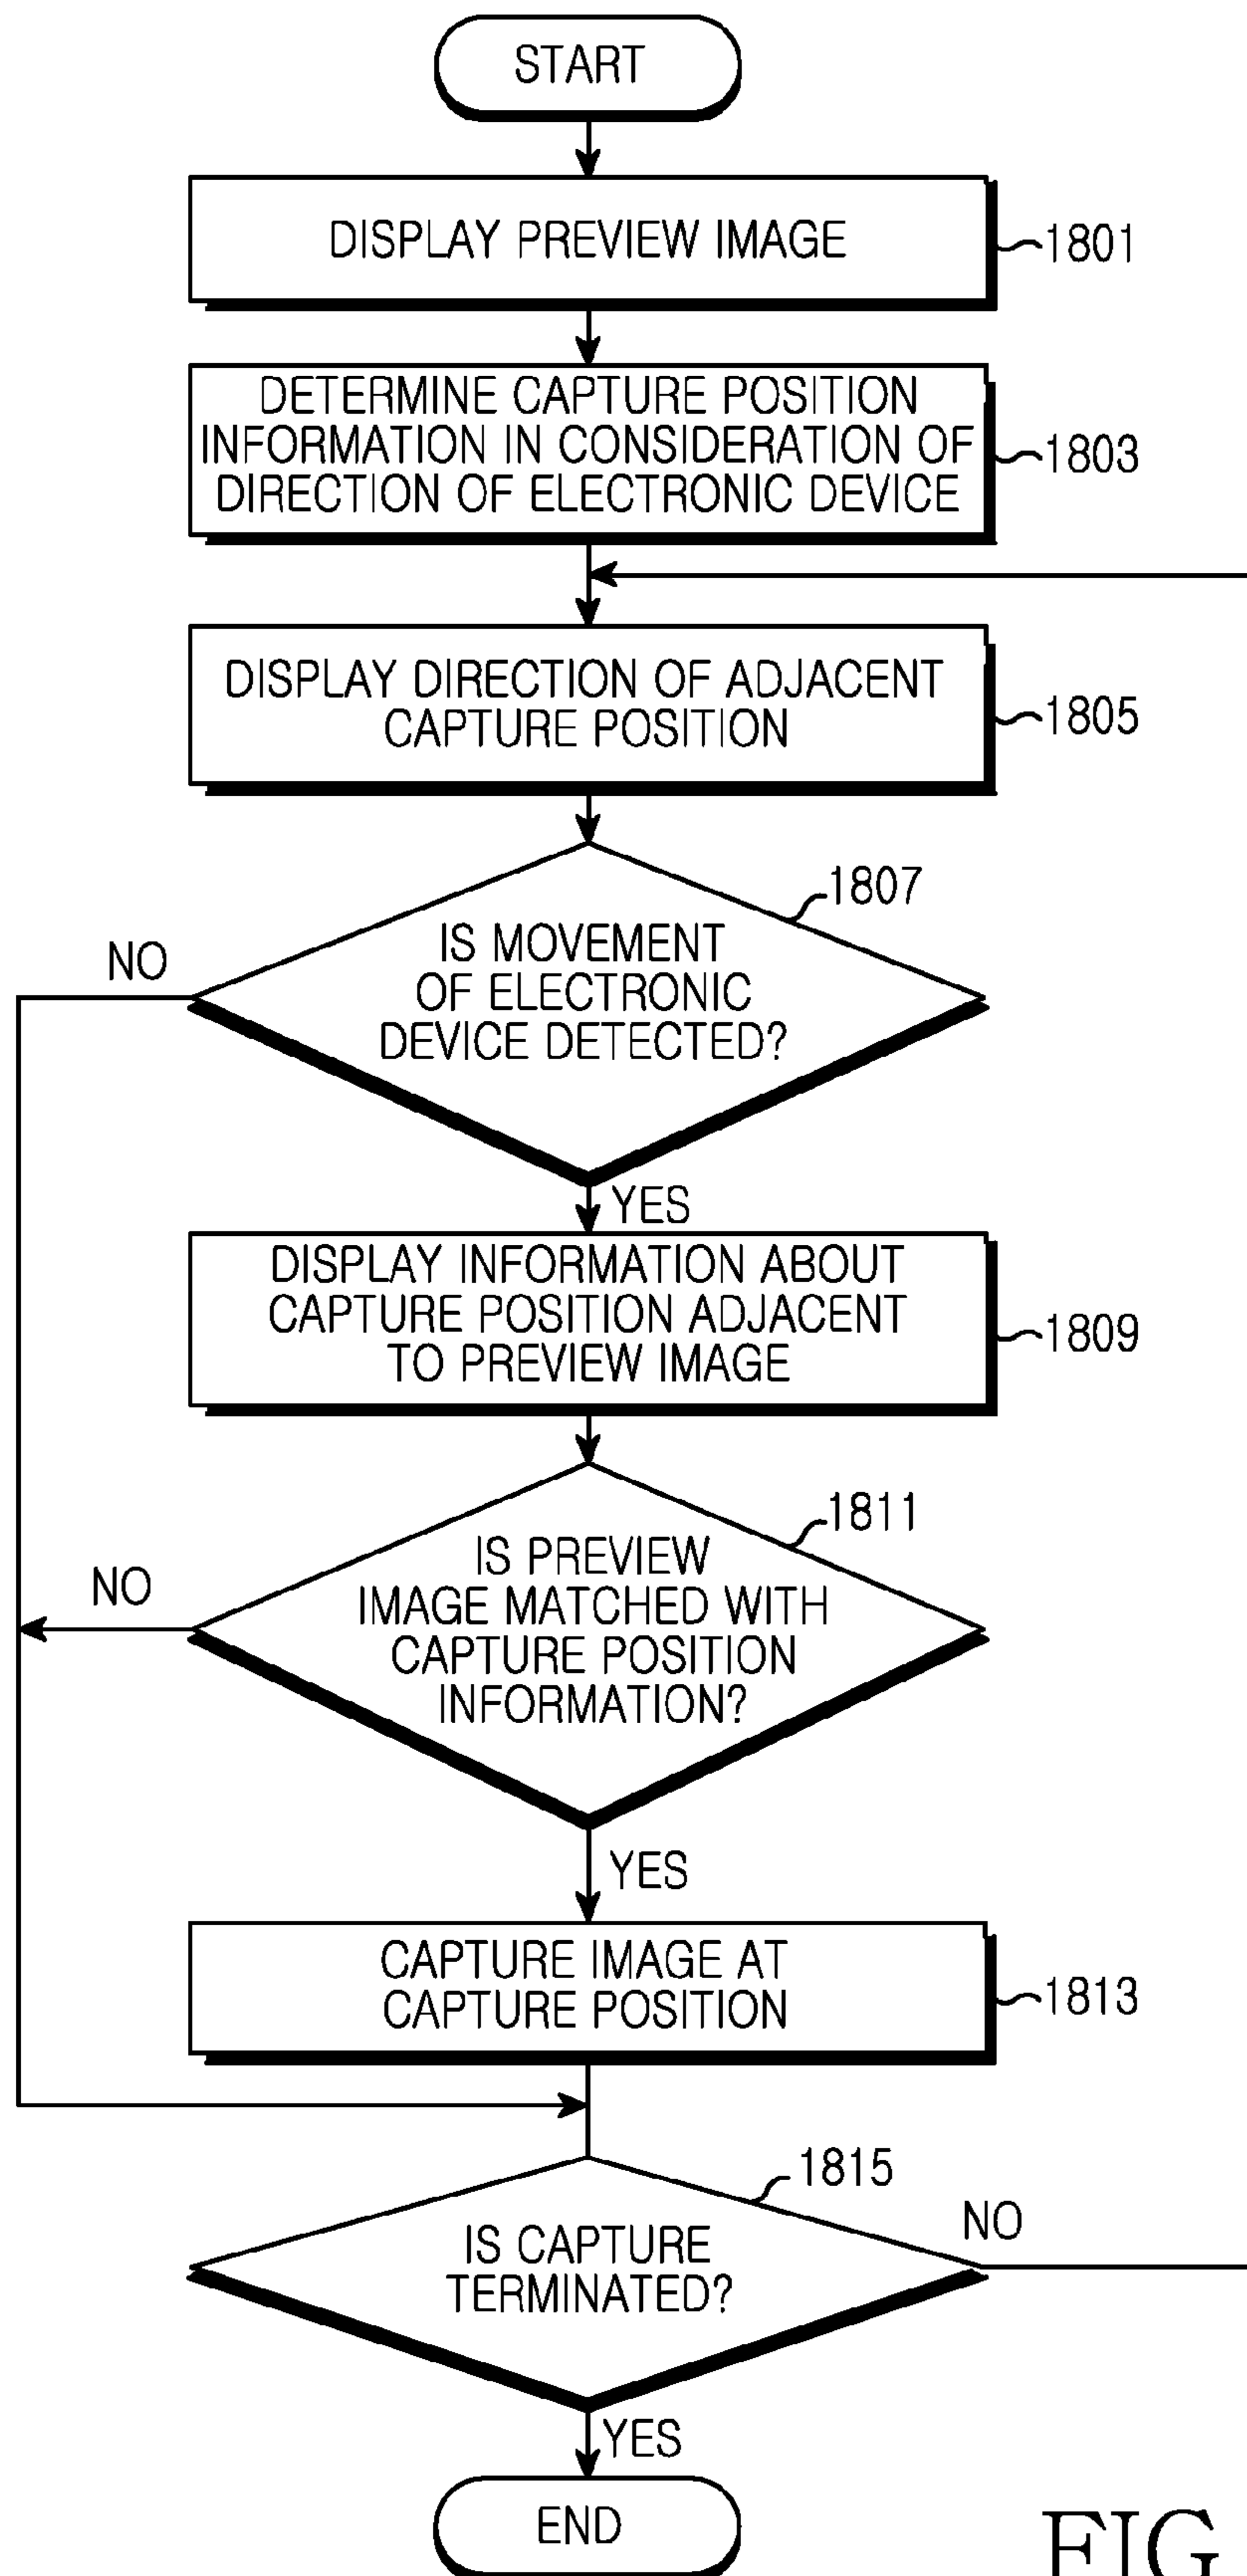 START
DISPLAY PREVIEW IMAGE
1801
DETERMINE CAPTURE POSITION
INFORMATION IN CONSIDERATION OF
DIRECTION OF ELECTRONIC DEVICE
1803
DISPLAY DIRECTION OF ADJACENT
CAPTURE POSITION
1805
1807
IS MOVEMENT
OF ELECTRONIC
DEVICE DETECTED?
NO
YES
DISPLAY INFORMATION ABOUT
CAPTURE POSITION ADJACENT
TO PREVIEW IMAGE
1809
1811
IS PREVIEW
IMAGE MATCHED WITH
CAPTURE POSITION
INFORMATION?
NO
YES
CAPTURE IMAGE AT
CAPTURE POSITION
1813
1815
IS CAPTURE
TERMINATED?
NO
YES
END
FIG